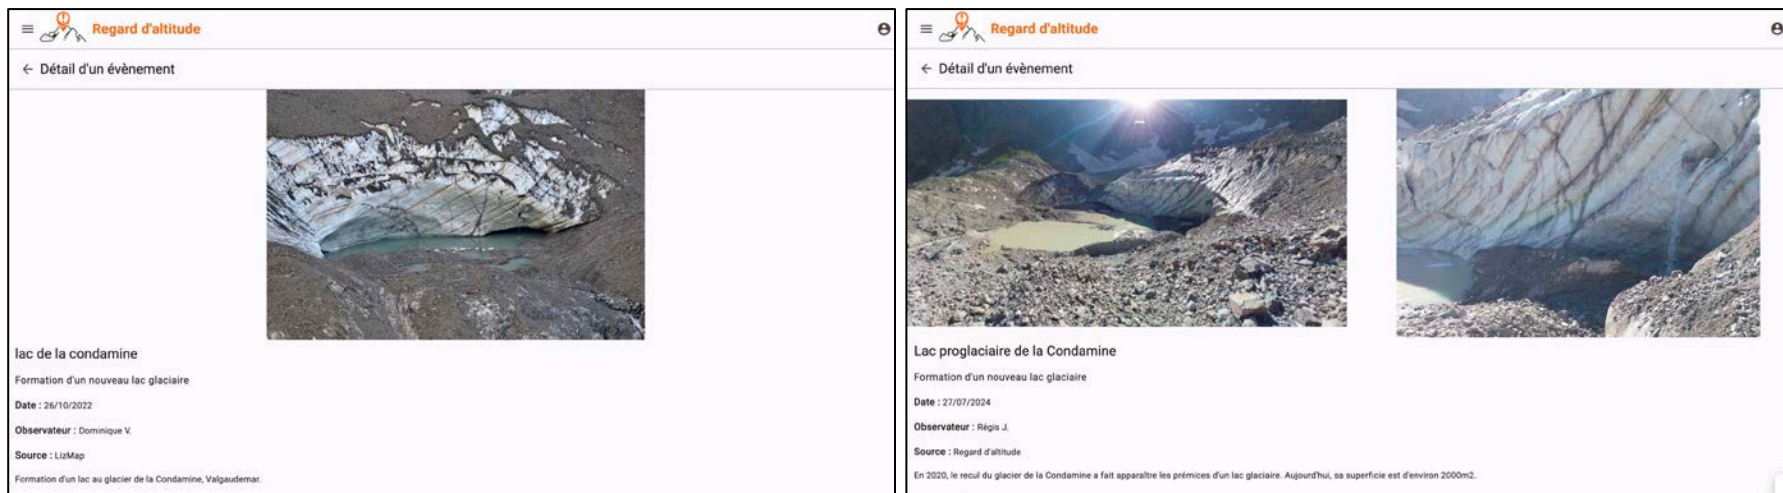 Regard d'altitude
← Détail d'un évènement
lac de la condamine
Formation d'un nouveau lac glaciaire
Date : 26/10/2022
Observateur : Dominique V.
Source : LizMap
Formation d'un lac au glacier de la Condamine, Valgaudemar.
Regard d'altitude
← Détail d'un évènement
Lac proglaciaire de la Condamine
Formation d'un nouveau lac glaciaire
Date : 27/07/2024
Observateur : Régis J.
Source : Regard d'altitude
En 2020, le recul du glacier de la Condamine a fait apparaître les prémices d'un lac glaciaire. Aujourd'hui, sa superficie est d'environ 2000m2.